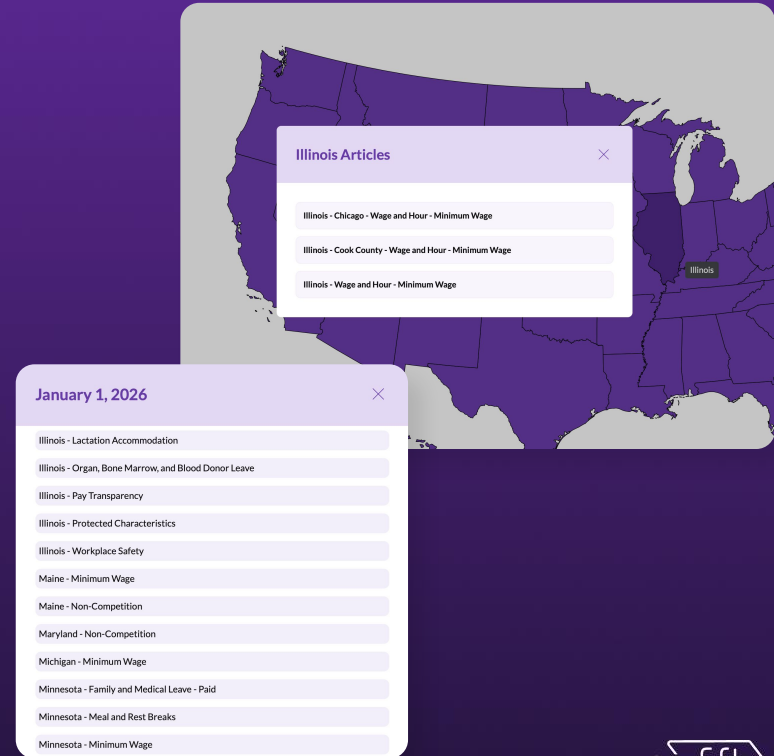 Illinois Articles
Illinois - Chicago - Wage and Hour - Minimum Wage
Illinois - Cook County - Wage and Hour - Minimum Wage
Illinois - Wage and Hour - Minimum Wage
Illinois
January 1, 2026
Illinois - Lactation Accommodation
Illinois - Organ, Bone Marrow, and Blood Donor Leave
Illinois - Pay Transparency
Illinois - Protected Characteristics
Illinois - Workplace Safety
Maine - Minimum Wage
Maine - Non-Competition
Maryland - Non-Competition
Michigan - Minimum Wage
Minnesota - Family and Medical Leave - Paid
Minnesota - Meal and Rest Breaks
Minnesota - Minimum Wage